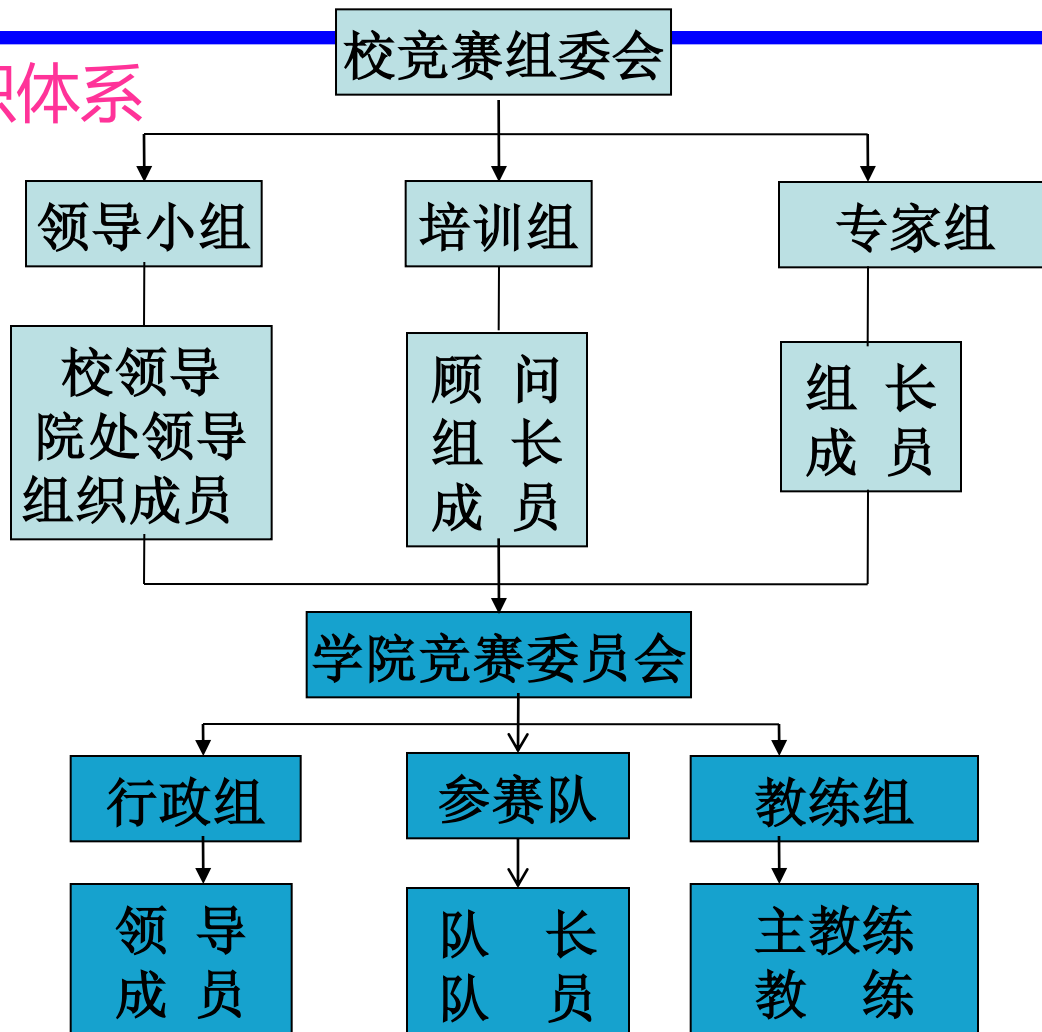 校竞赛组委会
织体系
领导小组
培训组
专家组
校领导
院处领导
组织成员
顾 问
组 长
成 员
组 长
成 员
学院竞赛委员会
行政组
参赛队
教练组
领 导
成 员
队 长
队 员
主教练
教 练